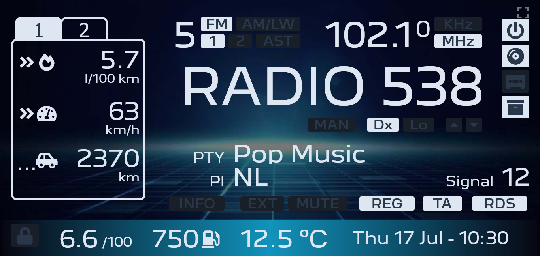 1 2
5.7
l/100 km
63
km/h
... 2370
km
5 FM AM/LW
1 2 AST
102.1⁰ KHz
MHz
RADIO 538
MAN Dx Lo
PTY Pop Music
PI NL
Signal 12
INFO EXT MUTE REG TA RDS
6.6 /100 750 12.5 °C Thu 17 Jul - 10:30